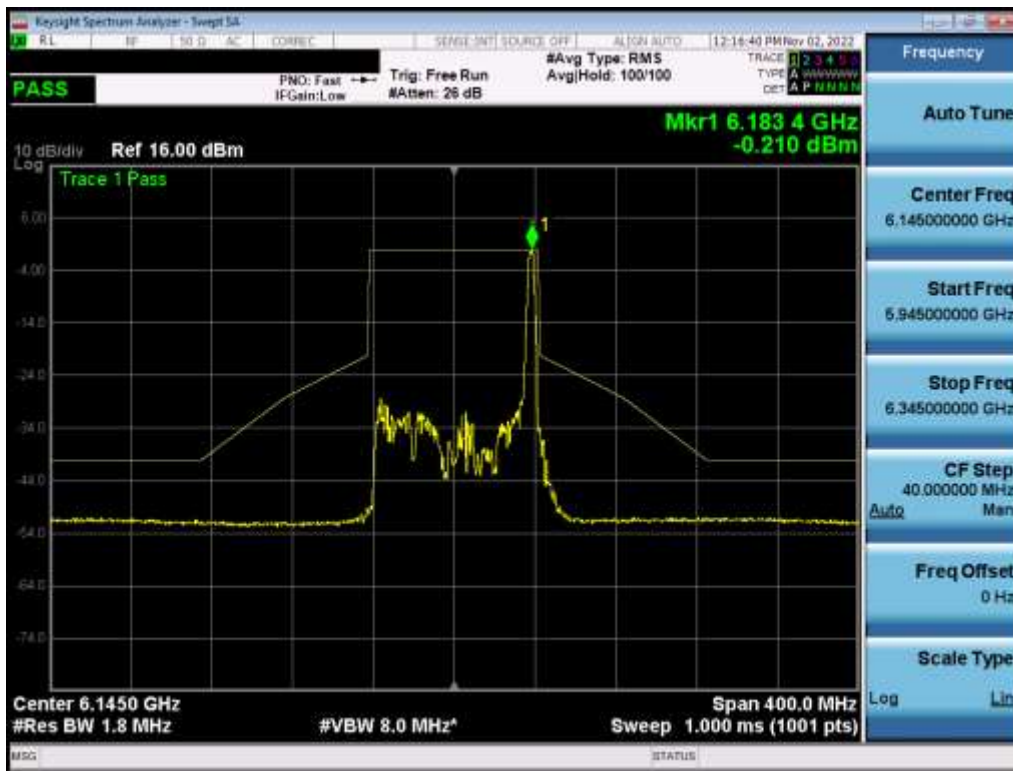 Keysight Spectrum Analyzer - Swept SA
RL RF 50 Ω AC CORREC SENSE:INT SOURCE OFF ALIGN AUTO 12:16:40 PM Nov 02, 2022
PASS
PNO: Fast
IFGain:Low
Trig: Free Run
#Atten: 26 dB
#Avg Type: RMS
Avg|Hold: 100/100
TRACE 1 2 3 4 5 6
TYPE A WWWWW
DET A P N N N N
Mkr1 6.183 4 GHz
-0.210 dBm
10 dB/div Ref 16.00 dBm
Log
Trace 1 Pass
1
6.00
-4.00
-14.0
-24.0
-34.0
-44.0
-54.0
-64.0
-74.0
Center 6.1450 GHz
Span 400.0 MHz
#Res BW 1.8 MHz
#VBW 8.0 MHz*
Sweep 1.000 ms (1001 pts)
MSG
STATUS
Frequency
Auto Tune
Center Freq
6.145000000 GHz
Start Freq
5.945000000 GHz
Stop Freq
6.345000000 GHz
CF Step
40.000000 MHz
Auto Man
Freq Offset
0 Hz
Scale Type
Log Lin